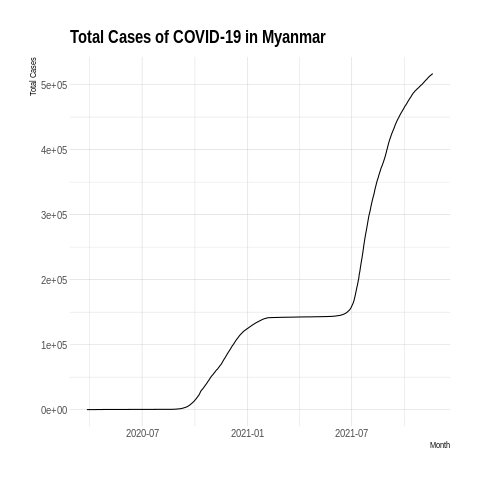 Total Cases of COVID-19 in Myanmar
Total Cases
5e+05
4e+05
3e+05
2e+05
1e+05
0e+00
2020-07 2021-01 2021-07
Month